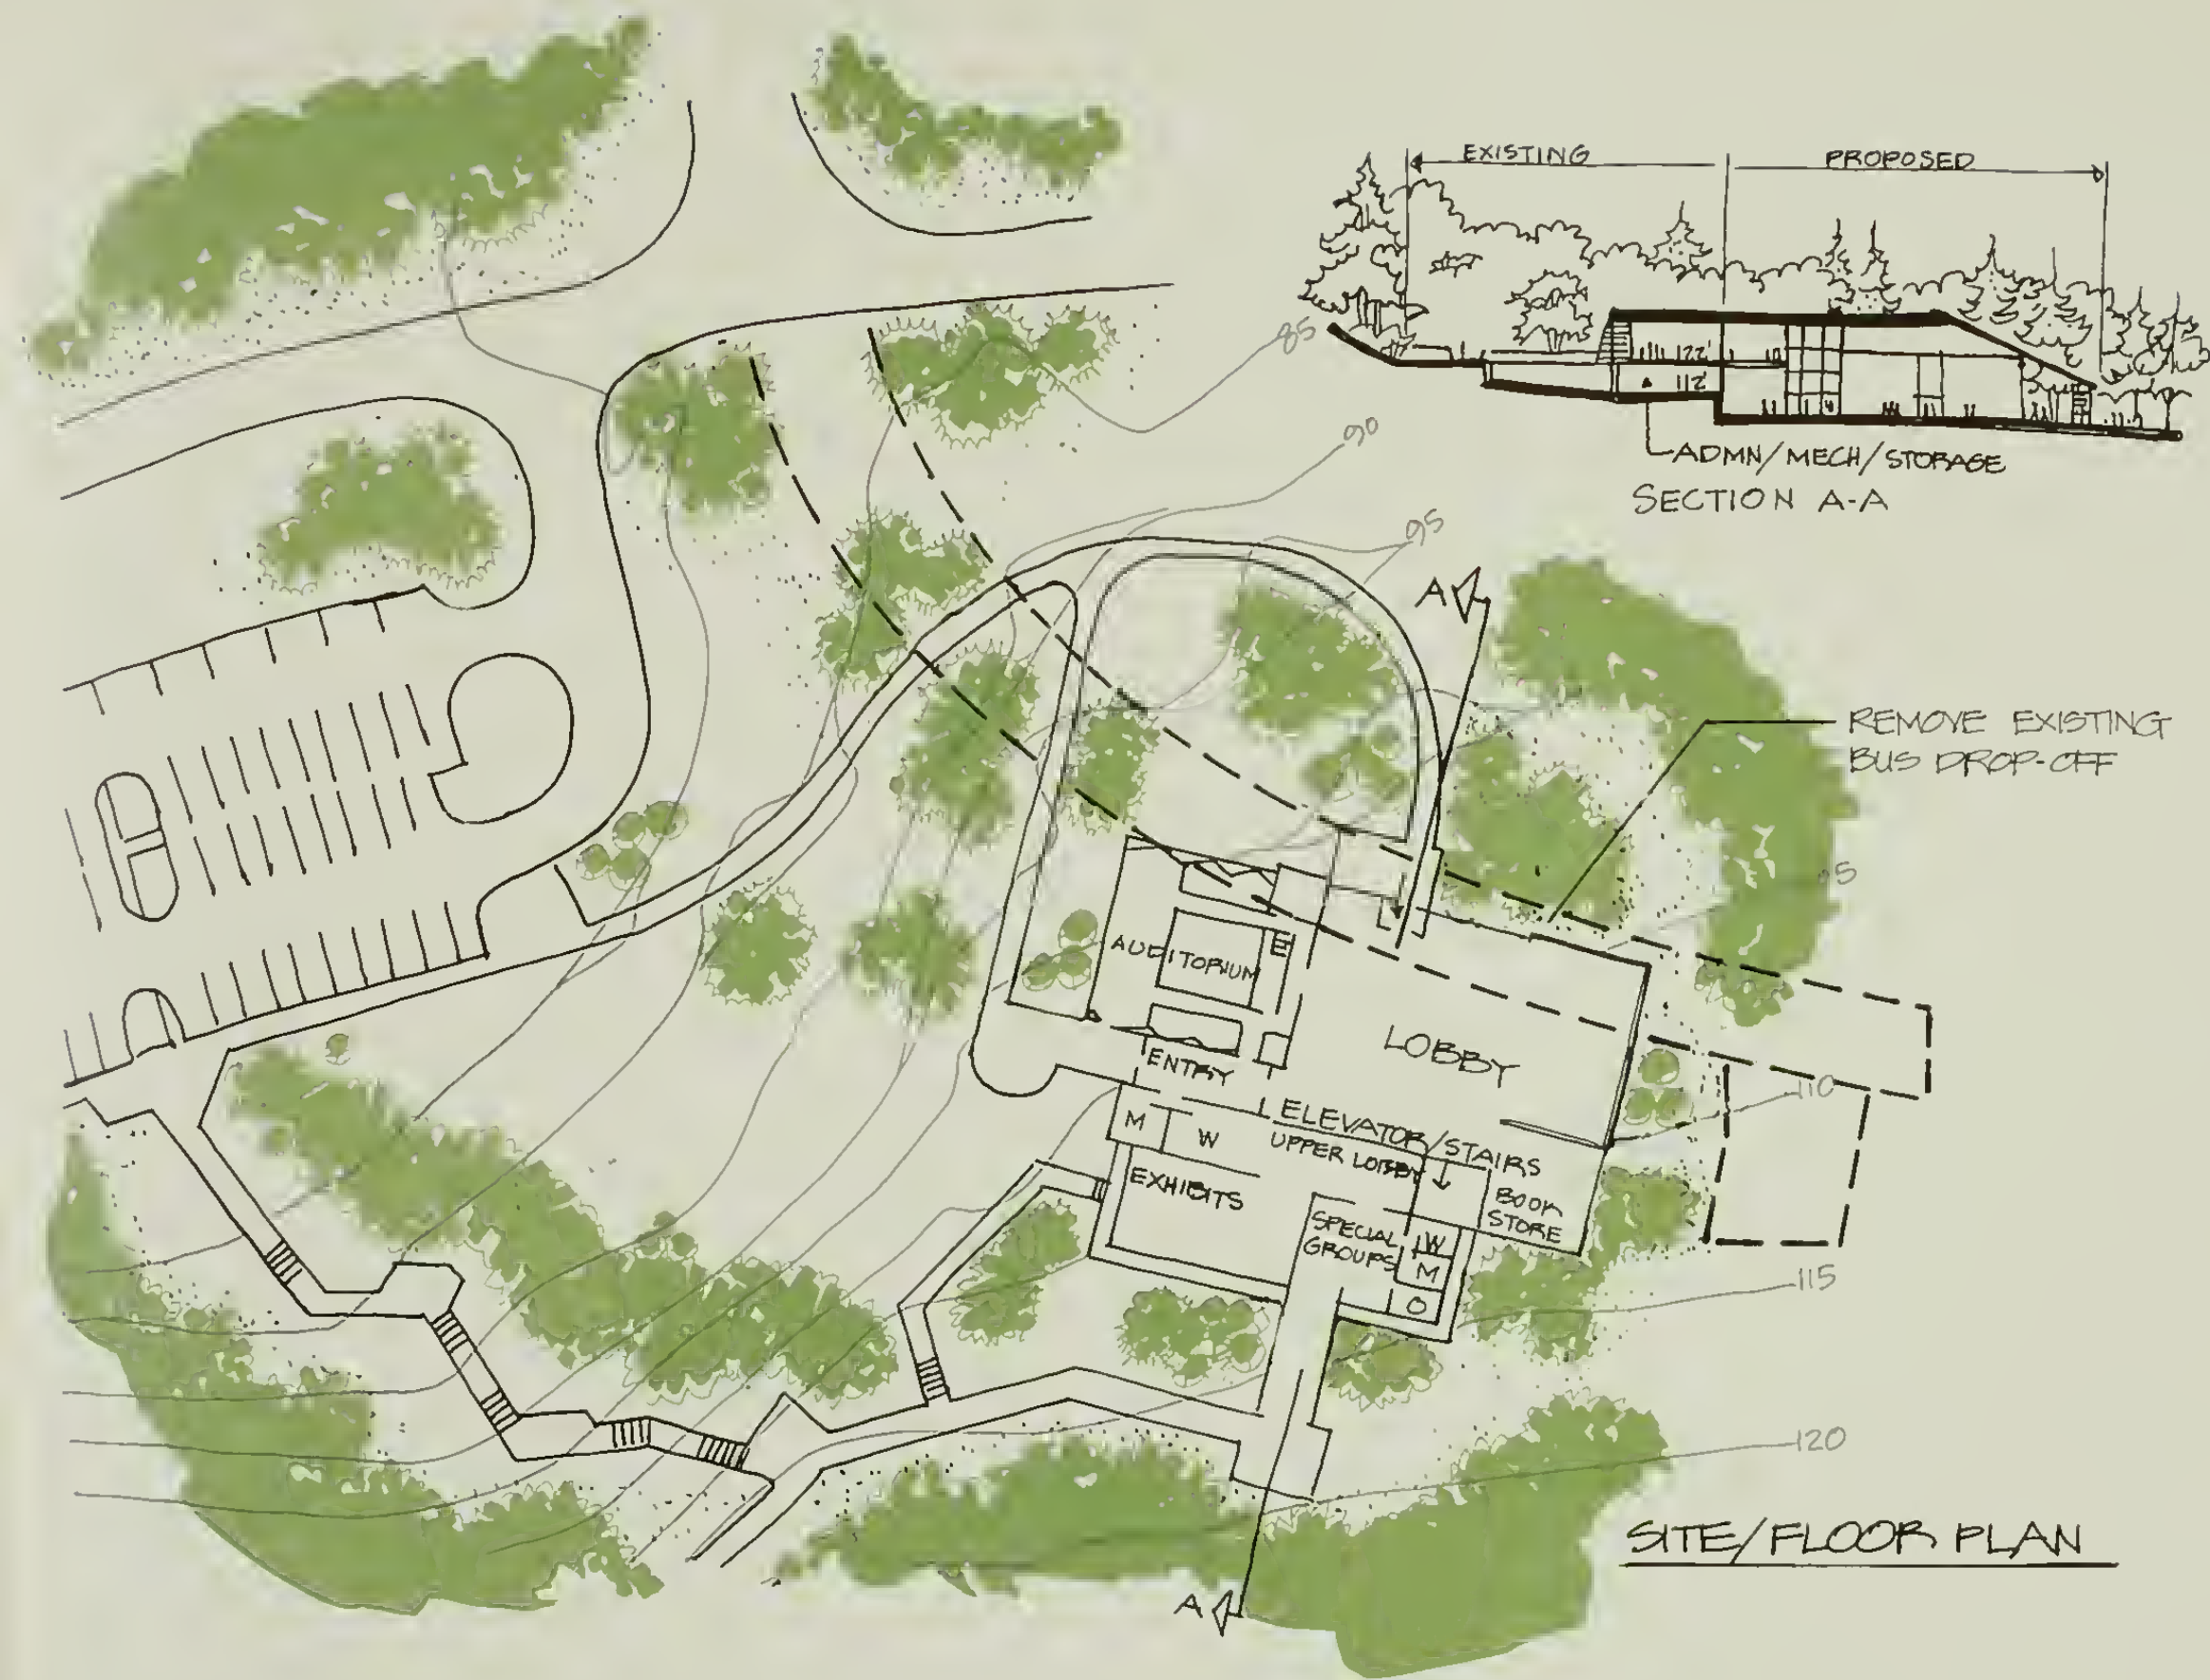 EXISTING
PROPOSED
122'
112'
ADMN/MECH/STORAGE
SECTION A-A
85
90
95
A
REMOVE EXISTING
BUS DROP-OFF
AUDITORIUM
LOBBY
ENTRY
110
M
W
ELEVATOR/STAIRS
UPPER LOBBY
EXHIBITS
BOOK
STORE
SPECIAL
GROUPS
W
M
O
115
120
SITE/FLOOR PLAN
A